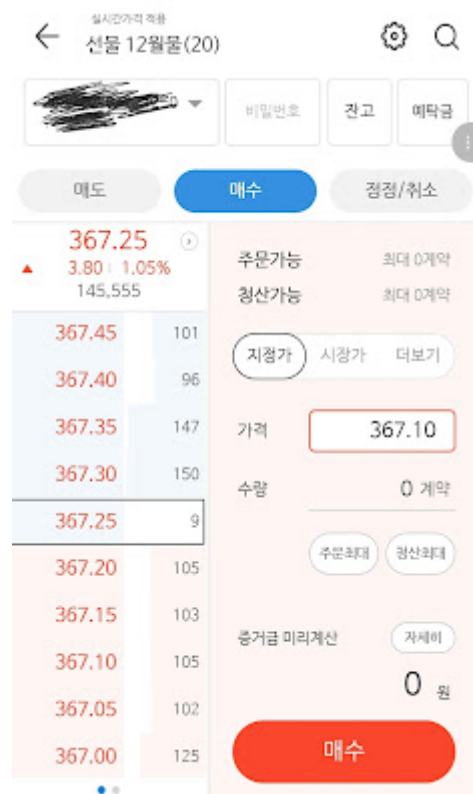 실시간가격 적용
선물 12월물(20)
비밀번호
잔고
예탁금
매도
매수
정정/취소
367.25
▲ 3.80 1.05%
145,555
367.45 101
367.40 96
367.35 147
367.30 150
367.25 9
367.20 105
367.15 103
367.10 105
367.05 102
367.00 125
주문가능 최대 0계약
청산가능 최대 0계약
지정가 시장가 더보기
가격 367.10
수량 0 계약
주문최대 청산최대
증거금 미리계산 자세히
0 원
매수